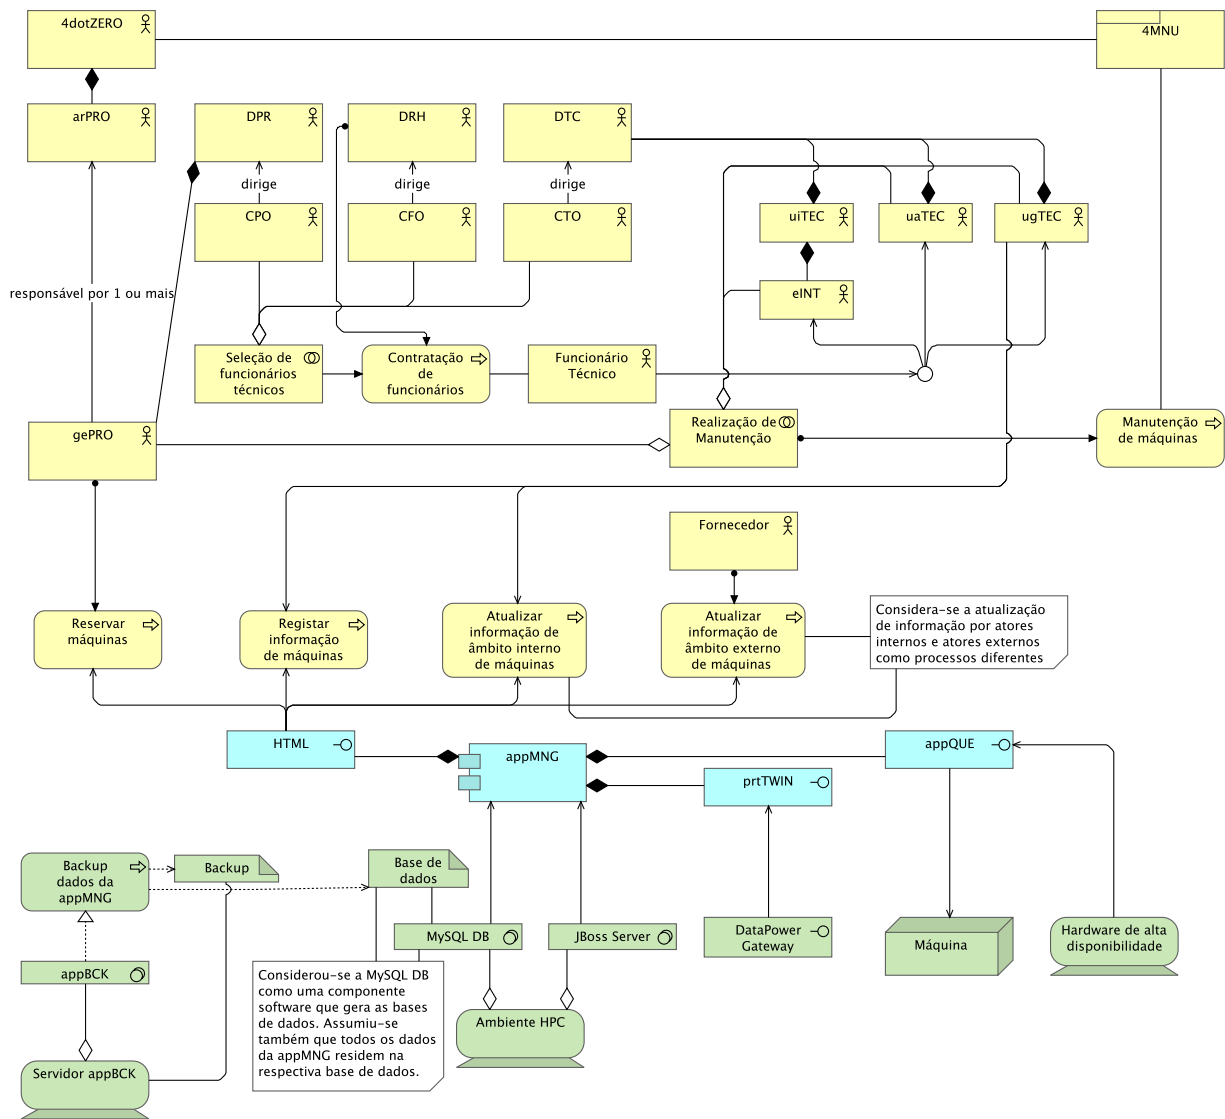 4dotZERO
4MNU
arPRO
DPR
DRH
DTC
dirige
dirige
dirige
CPO
CFO
CTO
uiTEC
uaTEC
ugTEC
eINT
responsável por 1 ou mais
Seleção de
funcionários
técnicos
Contratação
de
funcionários
Funcionário
Técnico
gePRO
Realização de
Manutenção
Manutenção
de máquinas
Fornecedor
Reservar
máquinas
Registar
informação
de máquinas
Atualizar
informação de
âmbito interno
de máquinas
Atualizar
informação de
âmbito externo
de máquinas
Considera-se a atualização
de informação por atores
internos e atores externos
como processos diferentes
HTML
appMNG
appQUE
prtTWIN
Backup
dados da
appMNG
Backup
Base de
dados
MySQL DB
JBoss Server
DataPower
Gateway
Máquina
Hardware de alta
disponibilidade
appBCK
Considerou-se a MySQL DB
como uma componente
software que gera as bases
de dados. Assumiu-se
também que todos os dados
da appMNG residem na
respectiva base de dados.
Ambiente HPC
Servidor appBCK